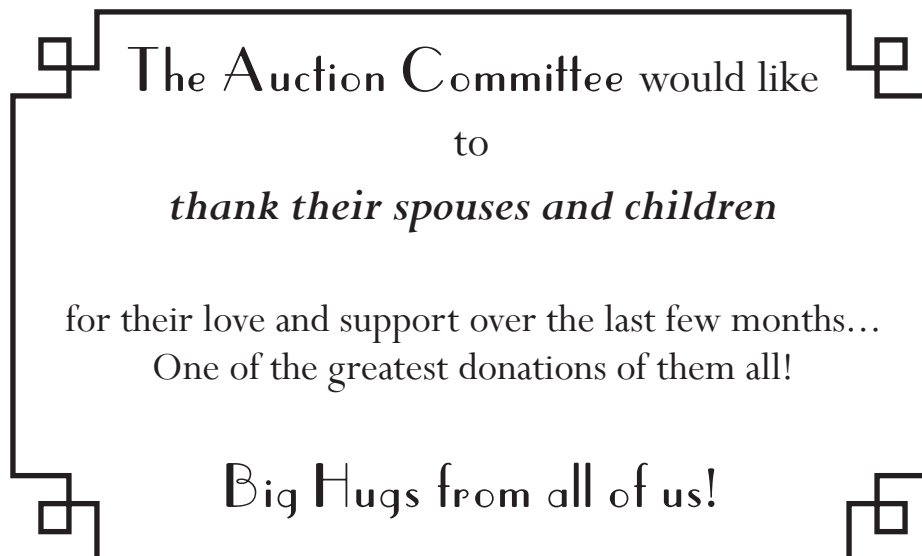 The Auction Committee would like
to
thank their spouses and children
for their love and support over the last few months…
One of the greatest donations of them all!
Big Hugs from all of us!